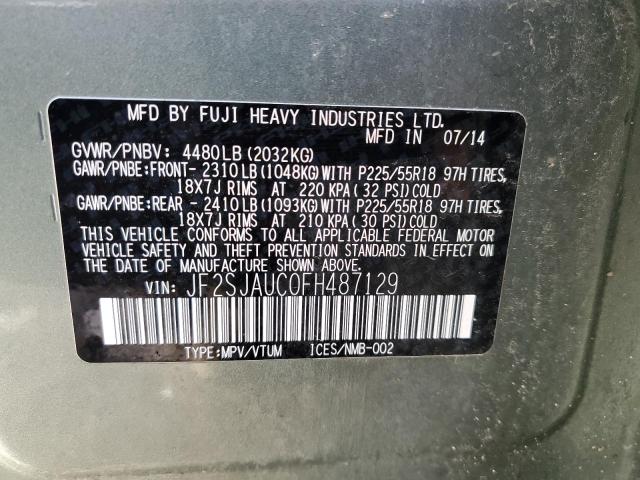 MFD BY FUJI HEAVY INDUSTRIES LTD.
MFD IN 07/14
GVWR/PNBV: 4480LB (2032KG)
GAWR/PNBE:FRONT- 2310LB (1048KG) WITH P225/55R18 97H TIRES,
18X7J RIMS AT 220 KPA ( 32 PSI) COLD
GAWR/PNBE:REAR - 2410LB (1093KG) WITH P225/55R18 97H TIRES,
18X7J RIMS AT 210 KPA ( 30 PSI) COLD
THIS VEHICLE CONFORMS TO ALL APPLICABLE FEDERAL MOTOR
VEHICLE SAFETY AND THEFT PREVENTION STANDARDS IN EFFECT ON
THE DATE OF MANUFACTURE SHOWN ABOVE.
VIN: JF2SJAUC0FH487129
TYPE:MPV/VTUM ICES/NMB-002